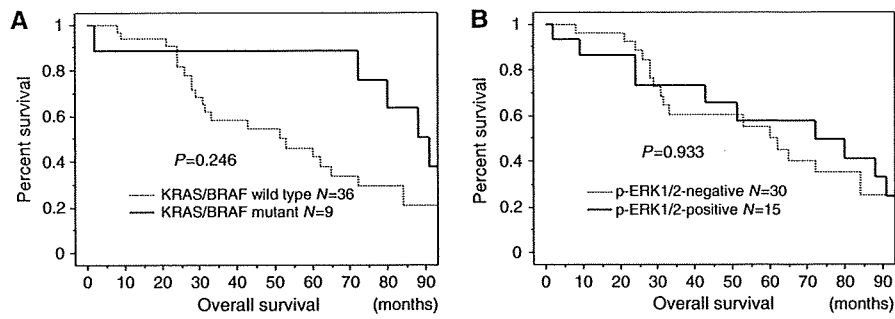 A
Percent survival
1
0.8
0.6
0.4
0.2
0
P=0.246
KRAS/BRAF wild type N=36
KRAS/BRAF mutant N=9
0 10 20 30 40 50 60 70 80 90
Overall survival (months)
B
Percent survival
1
0.8
0.6
0.4
0.2
0
P=0.933
p-ERK1/2-negative N=30
p-ERK1/2-positive N=15
0 10 20 30 40 50 60 70 80 90
Overall survival (months)